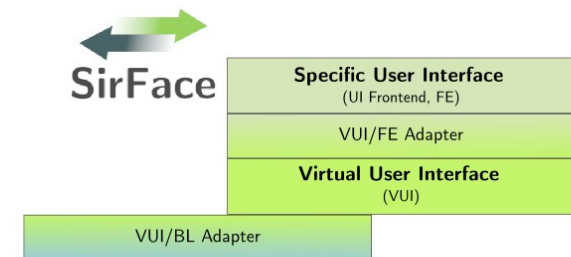 SirFace
Specific User Interface
(UI Frontend, FE)
VUI/FE Adapter
Virtual User Interface
(VUI)
VUI/BL Adapter